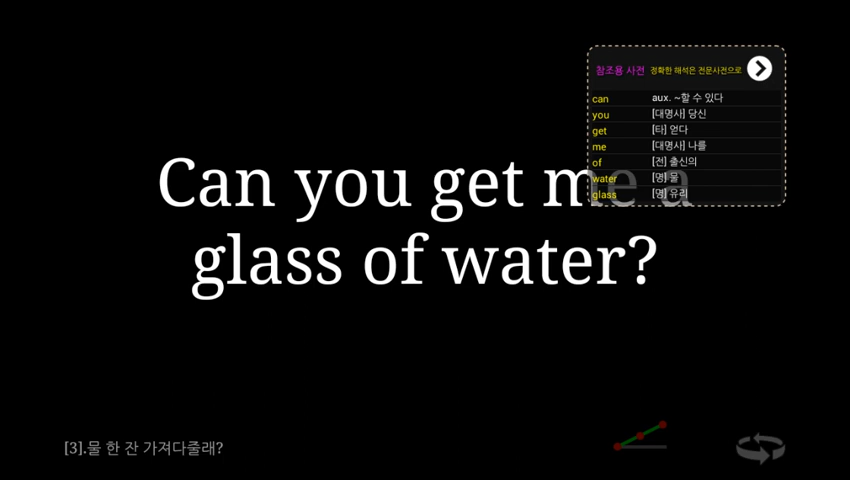 참조용 사전 정확한 해석은 전문사전으로
can aux. ~할 수 있다
you [대명사] 당신
get [타] 얻다
me [대명사] 나를
of [전] 출신의
water [명] 물
glass [명] 유리
Can you get me a
glass of water?
[3].물 한 잔 가져다줄래?